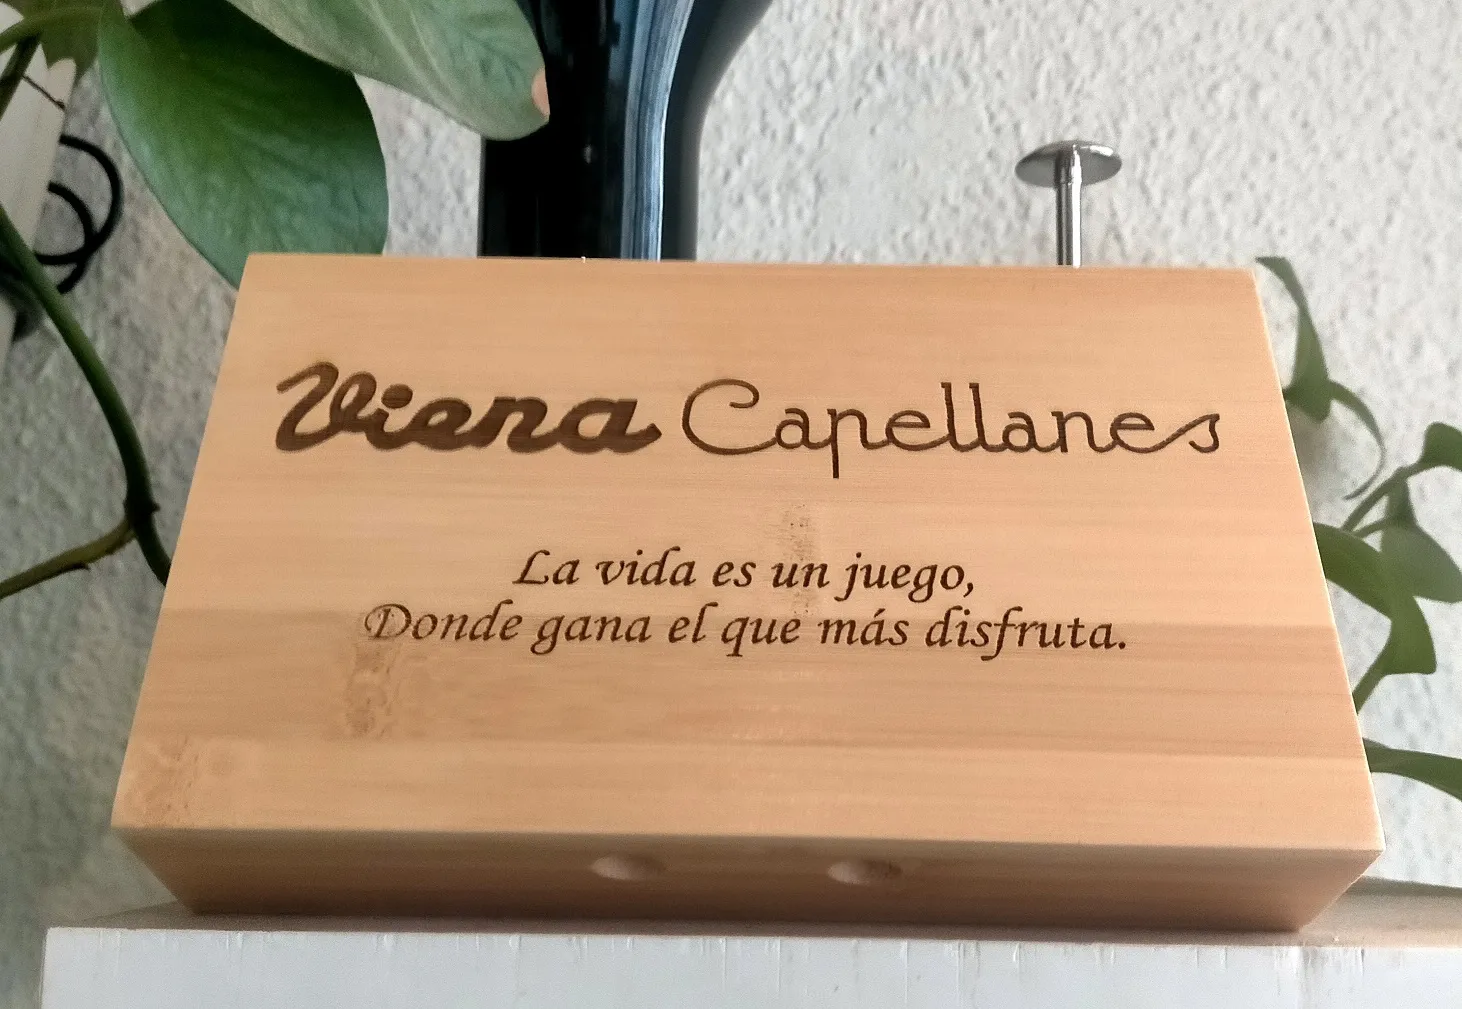 Viena Capellanes
La vida es un juego,
Donde gana el que más disfruta.